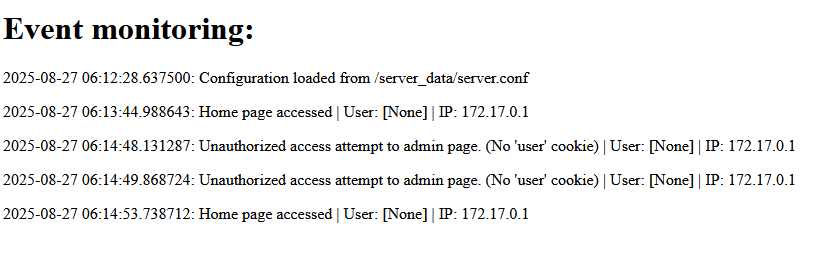 Event monitoring:
2025-08-27 06:12:28.637500: Configuration loaded from /server_data/server.conf
2025-08-27 06:13:44.988643: Home page accessed | User: [None] | IP: 172.17.0.1
2025-08-27 06:14:48.131287: Unauthorized access attempt to admin page. (No 'user' cookie) | User: [None] | IP: 172.17.0.1
2025-08-27 06:14:49.868724: Unauthorized access attempt to admin page. (No 'user' cookie) | User: [None] | IP: 172.17.0.1
2025-08-27 06:14:53.738712: Home page accessed | User: [None] | IP: 172.17.0.1